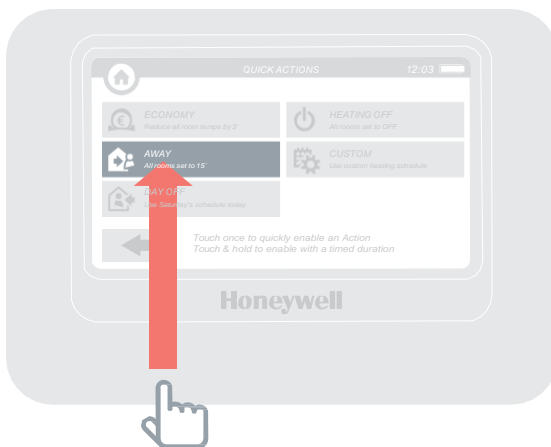 QUICK ACTIONS 12:03
ECONOMY
Reduce all room temps by 3°
HEATING OFF
All rooms set to OFF
AWAY
All rooms set to 15°
CUSTOM
Use custom heating schedule
DAY OFF
Use Saturday's schedule today
Touch once to quickly enable an Action
Touch & hold to enable with a timed duration
Honeywell